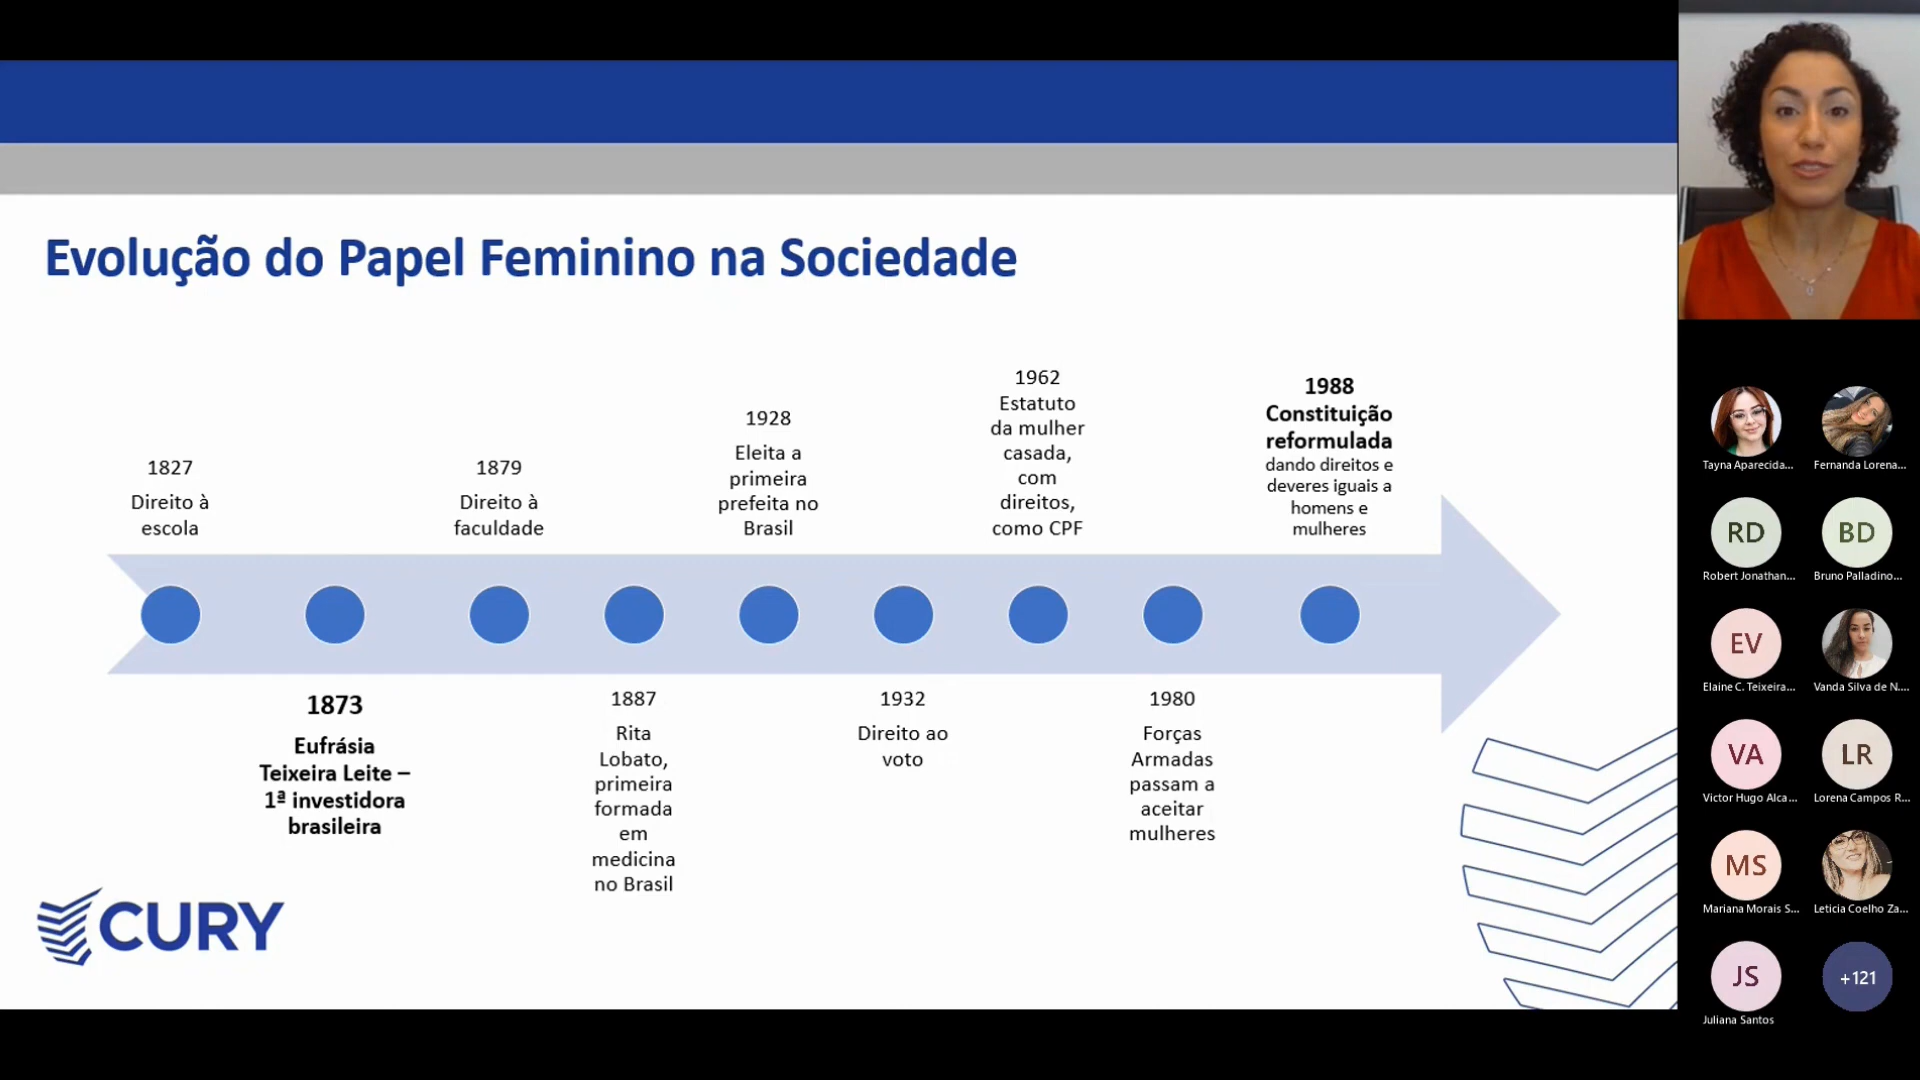 Evolução do Papel Feminino na Sociedade
1827
Direito à
escola
1873
Eufrásia
Teixeira Leite –
1ª investidora
brasileira
1879
Direito à
faculdade
1887
Rita
Lobato,
primeira
formada
em
medicina
no Brasil
1928
Eleita a
primeira
prefeita no
Brasil
1932
Direito ao
voto
1962
Estatuto
da mulher
casada,
com
direitos,
como CPF
1980
Forças
Armadas
passam a
aceitar
mulheres
1988
Constituição
reformulada
dando direitos e
deveres iguais a
homens e
mulheres
CURY
Tayna Aparecida...
Fernanda Lorena...
RD
Robert Jonathan...
BD
Bruno Palladino...
EV
Elaine C. Teixeira...
Vanda Silva de N....
VA
Victor Hugo Alca...
LR
Lorena Campos R...
MS
Mariana Morais S...
Leticia Coelho Za...
JS
Juliana Santos
+121